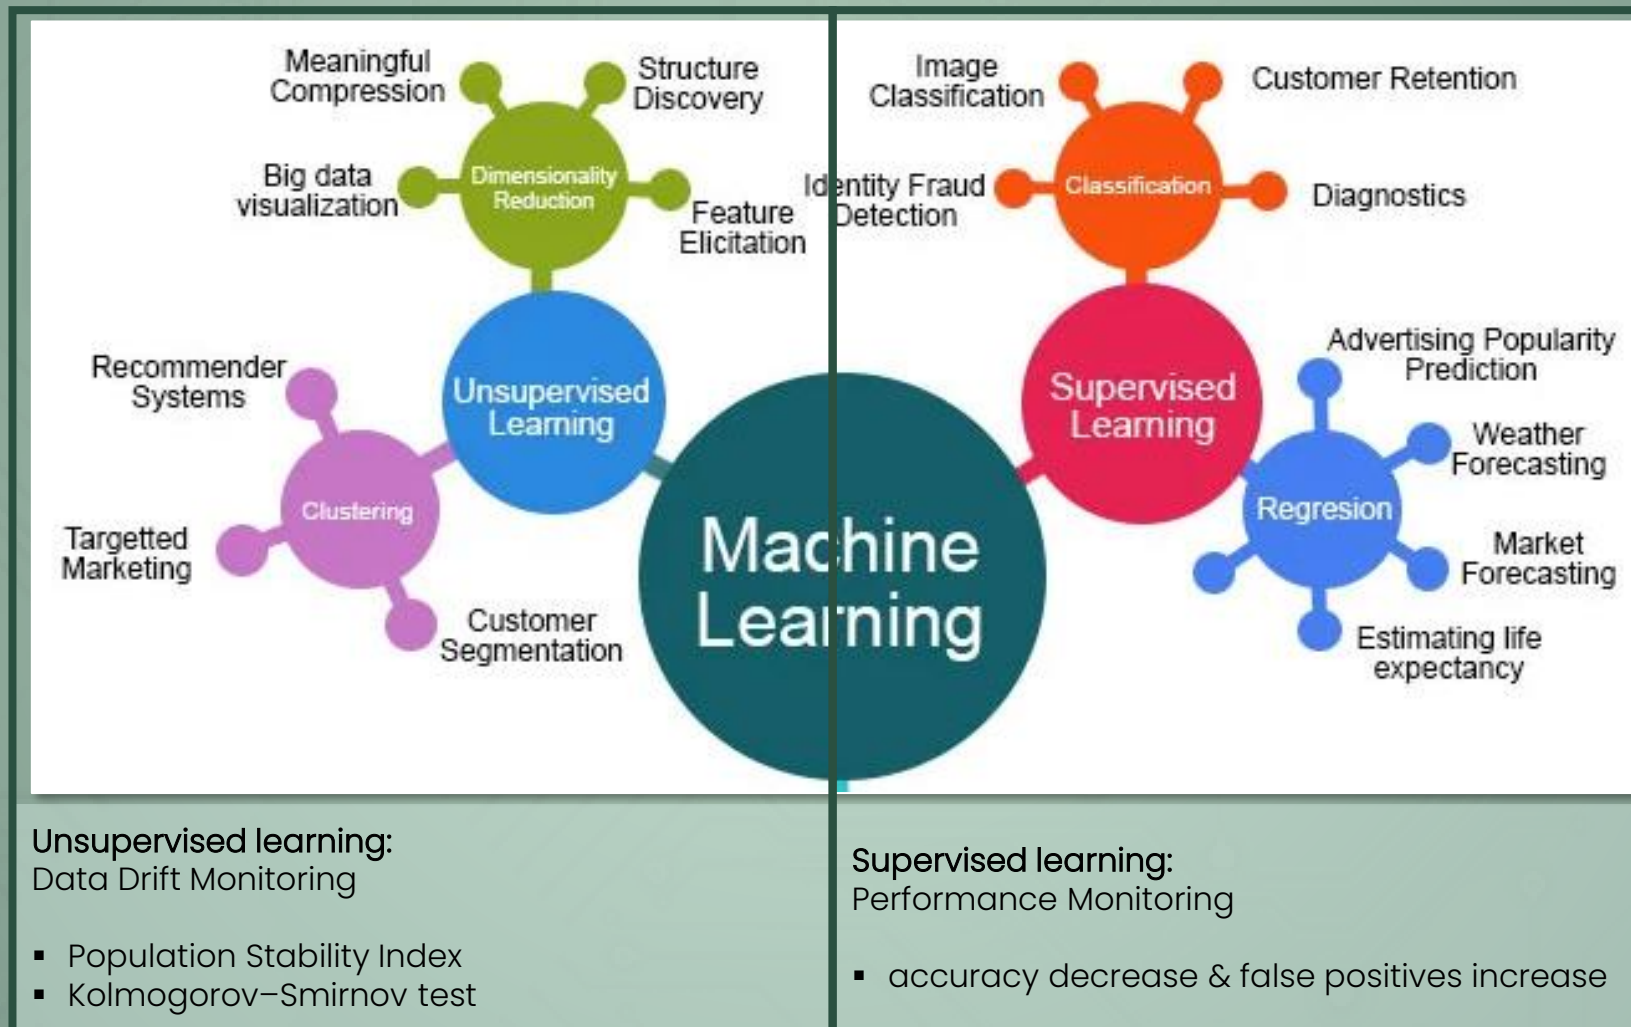 Meaningful
Compression
Structure
Discovery
Big data
visualization
Dimensionality
Reduction
Feature
Elicitation
Recommender
Systems
Unsupervised
Learning
Clustering
Targetted
Marketing
Customer
Segmentation
Machine
Learning
Image
Classification
Customer Retention
Identity Fraud
Detection
Classification
Diagnostics
Supervised
Learning
Advertising Popularity
Prediction
Weather
Forecasting
Regresion
Market
Forecasting
Estimating life
expectancy
Unsupervised learning:
Data Drift Monitoring
▪ Population Stability Index
▪ Kolmogorov–Smirnov test
Supervised learning:
Performance Monitoring
▪ accuracy decrease & false positives increase